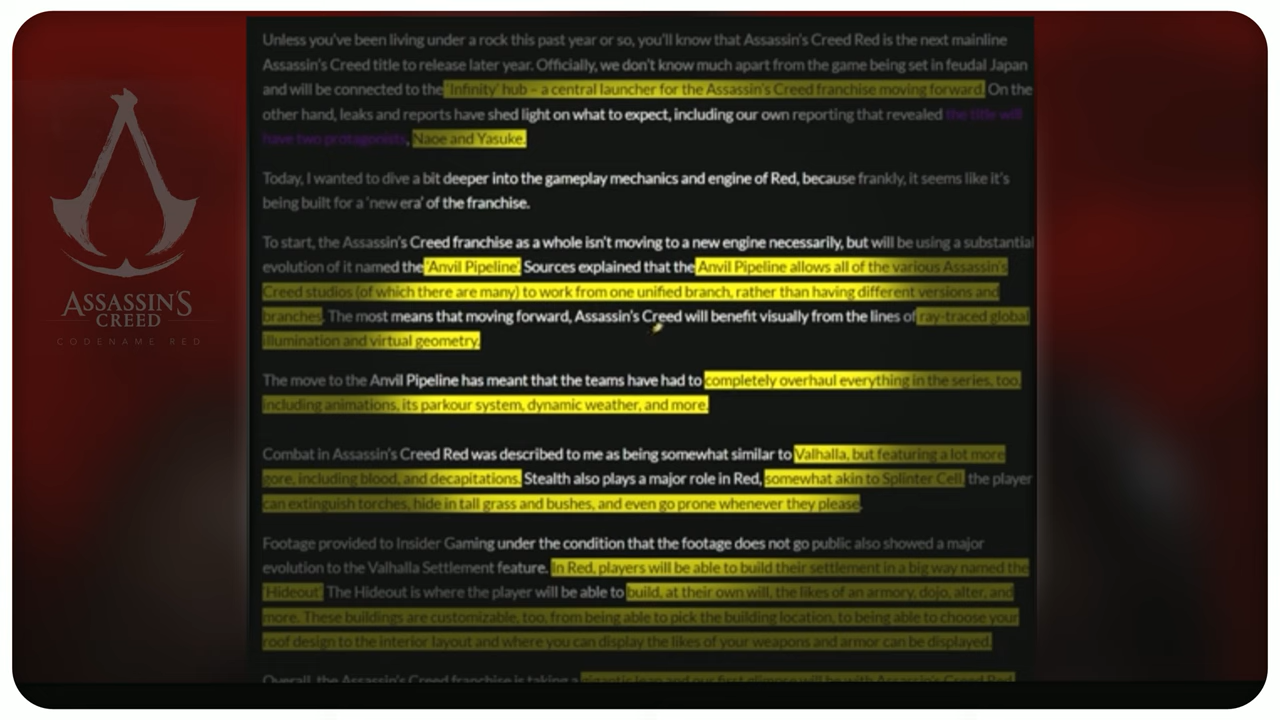 ASSASSIN'S
CREED
CODENAME RED
Unless you've been living under a rock this past year or so, you'll know that Assassin's Creed Red is the next mainline
Assassin's Creed title to release later year. Officially, we don't know much apart from the game being set in feudal Japan
and will be connected to the 'Infinity' hub – a central launcher for the Assassin's Creed franchise moving forward. On the
other hand, leaks and reports have shed light on what to expect, including our own reporting that revealed the title will
have two protagonists, Naoe and Yasuke.
Today, I wanted to dive a bit deeper into the gameplay mechanics and engine of Red, because frankly, it seems like it's
being built for a 'new era' of the franchise.
To start, the Assassin's Creed franchise as a whole isn't moving to a new engine necessarily, but will be using a substantial
evolution of it named the 'Anvil Pipeline'. Sources explained that the Anvil Pipeline allows all of the various Assassin's
Creed studios (of which there are many) to work from one unified branch, rather than having different versions and
branches. The most means that moving forward, Assassin's Creed will benefit visually from the lines of ray-traced global
illumination and virtual geometry.
The move to the Anvil Pipeline has meant that the teams have had to completely overhaul everything in the series, too,
including animations, its parkour system, dynamic weather, and more.
Combat in Assassin's Creed Red was described to me as being somewhat similar to Valhalla, but featuring a lot more
gore, including blood, and decapitations. Stealth also plays a major role in Red, somewhat akin to Splinter Cell, the player
can extinguish torches, hide in tall grass and bushes, and even go prone whenever they please.
Footage provided to Insider Gaming under the condition that the footage does not go public also showed a major
evolution to the Valhalla Settlement feature. In Red, players will be able to build their settlement in a big way named the
'Hideout'. The Hideout is where the player will be able to build, at their own will, the likes of an armory, dojo, alter, and
more. These buildings are customizable, too, from being able to pick the building location, to being able to choose your
roof design to the interior layout and where you can display the likes of your weapons and armor can be displayed.
Overall, the Assassin's Creed franchise is taking a gigantic leap and our first glimpse will be with Assassin's Creed Red.